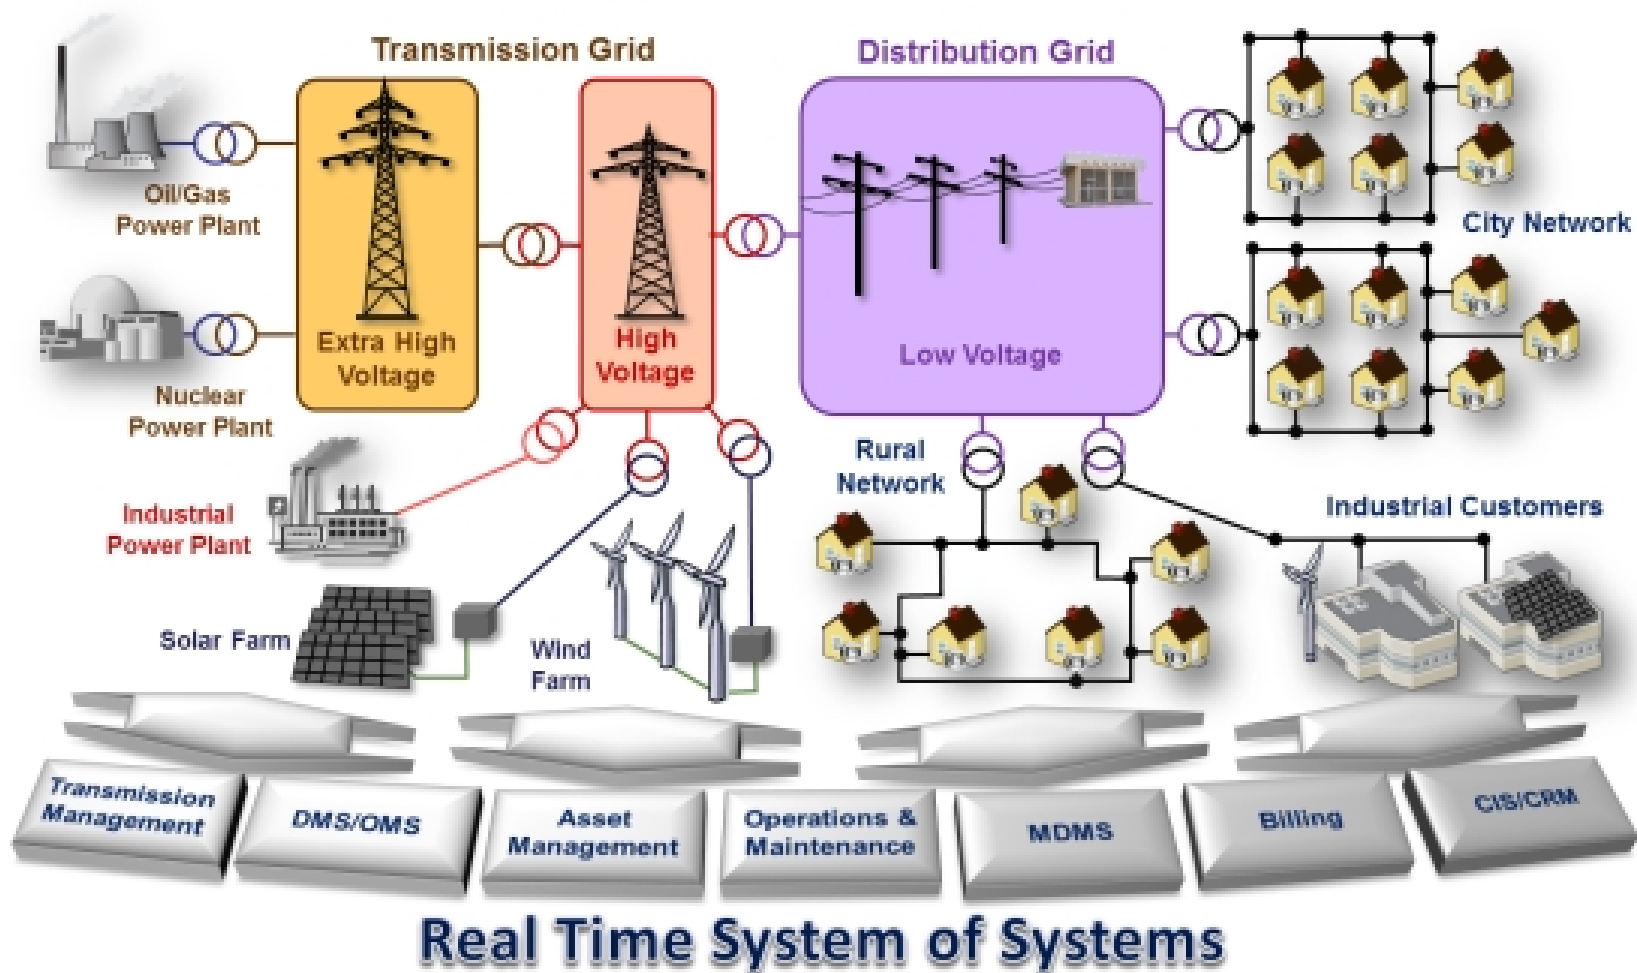 Transmission Grid
Distribution Grid
Oil/Gas
Power Plant
City Network
Extra High
Voltage
High
Voltage
Low Voltage
Nuclear
Power Plant
Rural
Network
Industrial
Power Plant
Industrial Customers
Solar Farm
Wind
Farm
Transmission
Management
DMS/OMS
Asset
Management
Operations &
Maintenance
MDMS
Billing
CIS/CRM
Real Time System of Systems